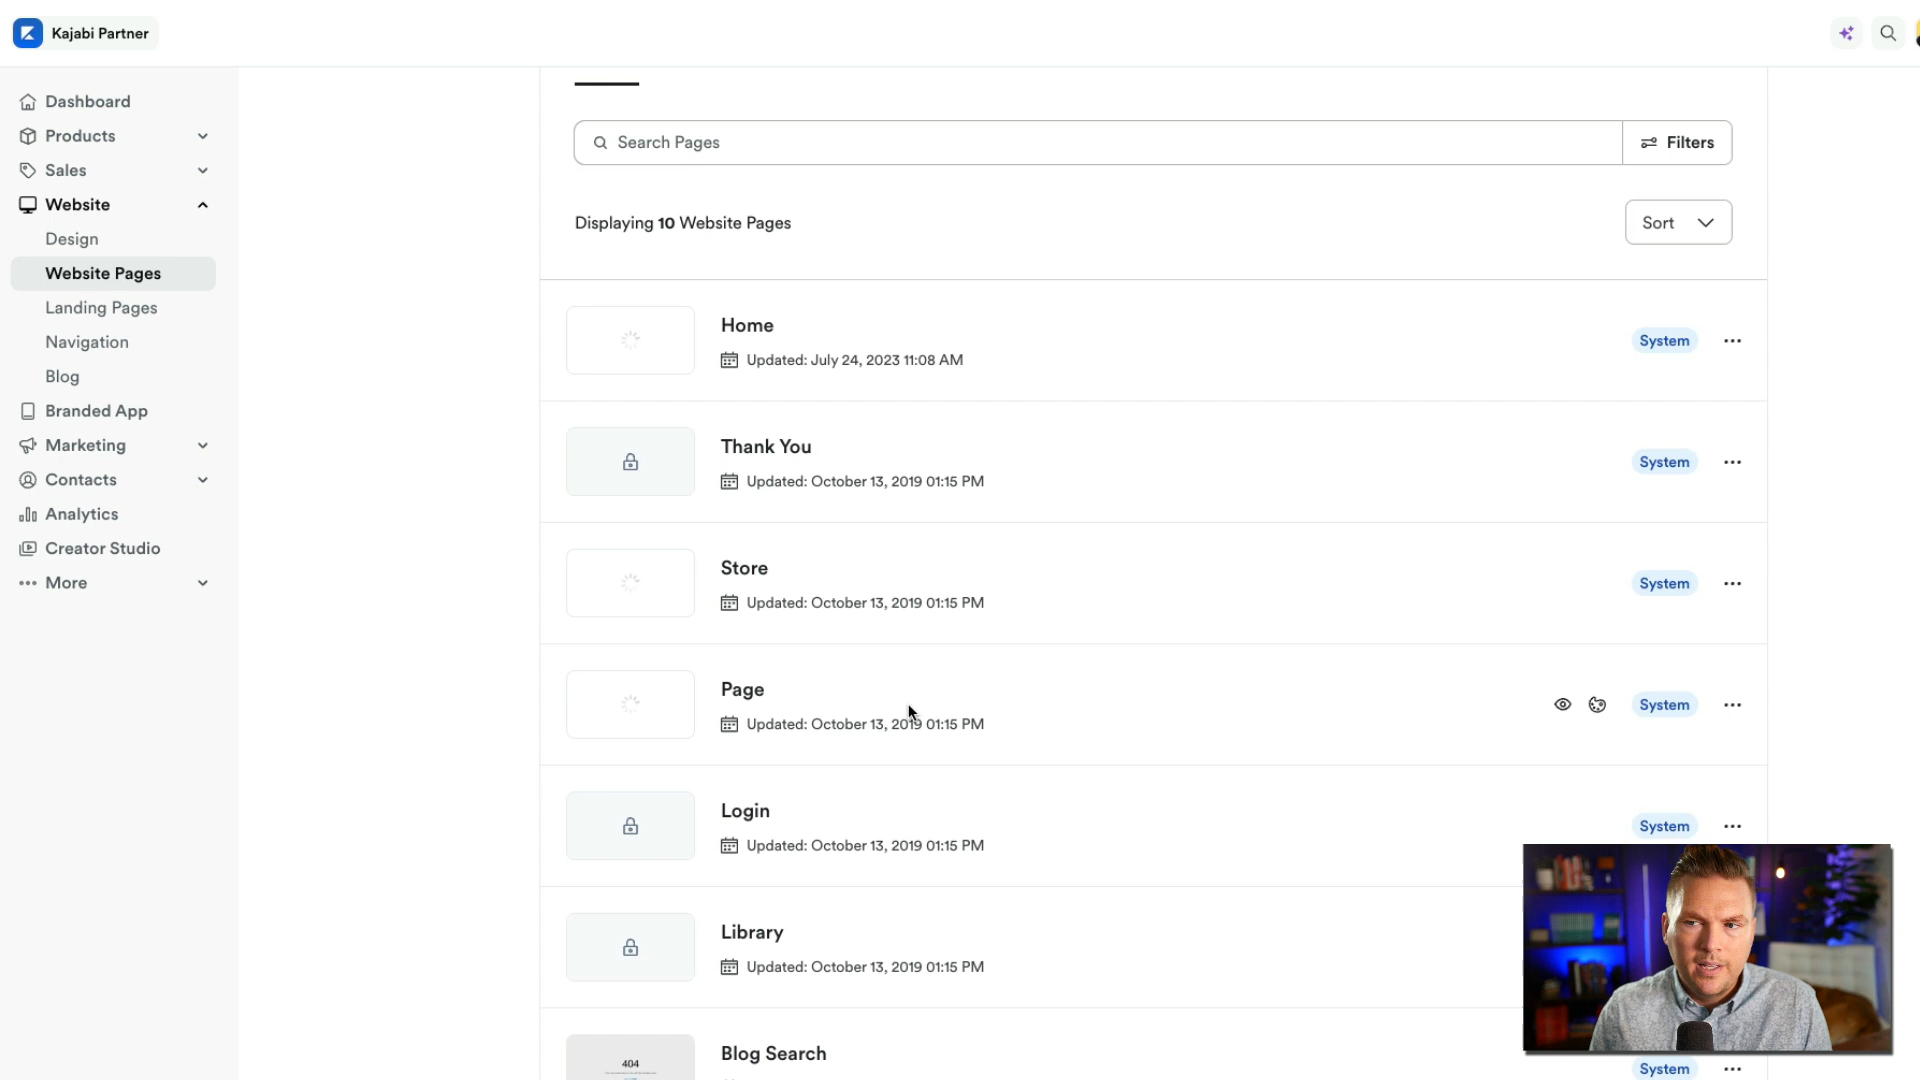 Kajabi Partner
Dashboard
Products
Sales
Website
Design
Website Pages
Landing Pages
Navigation
Blog
Branded App
Marketing
Contacts
Analytics
Creator Studio
More
Search Pages
Filters
Displaying 10 Website Pages
Sort
Home
Updated: July 24, 2023 11:08 AM
System
Thank You
Updated: October 13, 2019 01:15 PM
System
Store
Updated: October 13, 2019 01:15 PM
System
Page
Updated: October 13, 2019 01:15 PM
System
Login
Updated: October 13, 2019 01:15 PM
System
Library
Updated: October 13, 2019 01:15 PM
404
Blog Search
System